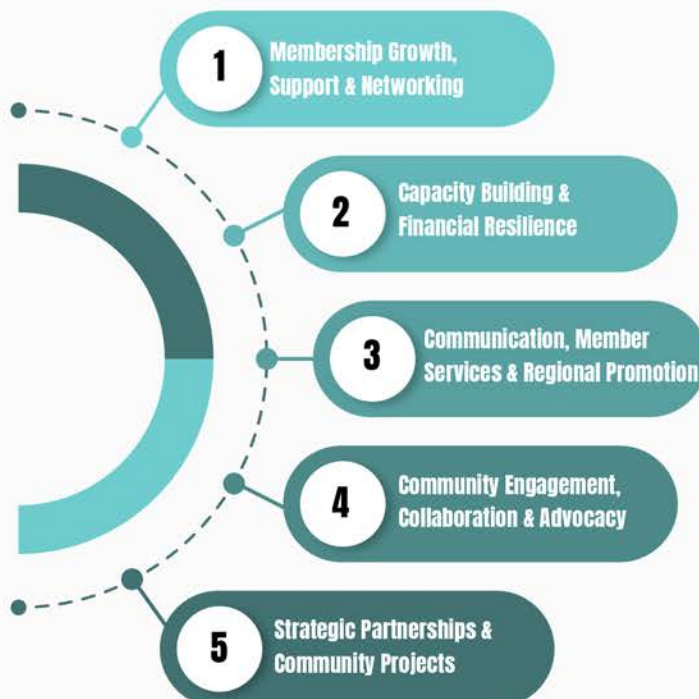 1
Membership Growth,
Support & Networking
2
Capacity Building &
Financial Resilience
3
Communication, Member
Services & Regional Promotion
4
Community Engagement,
Collaboration & Advocacy
5
Strategic Partnerships &
Community Projects